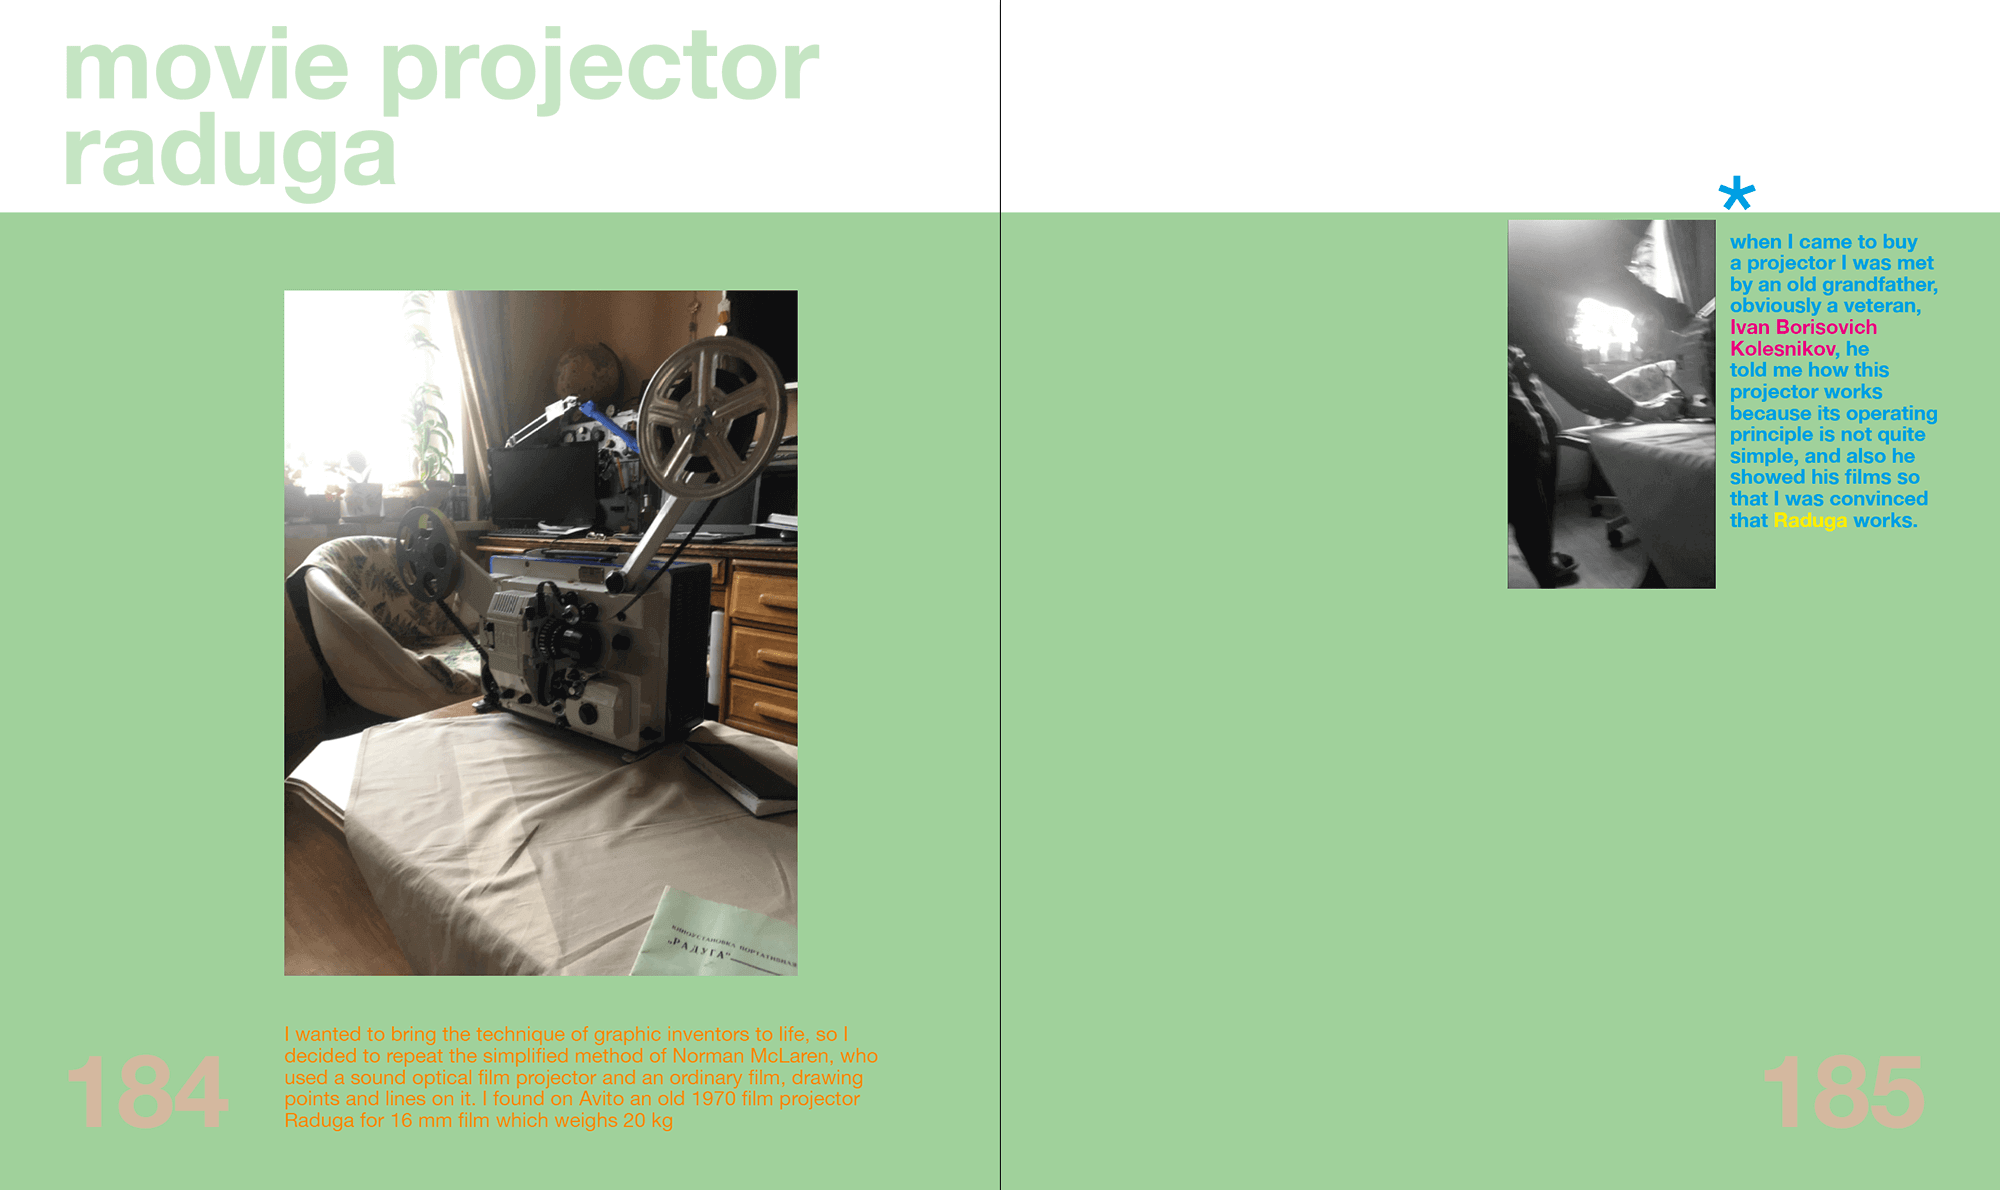 movie projector
raduga
КИНОУСТАНОВКА ПОРТАТИВНАЯ
„РАДУГА“
I wanted to bring the technique of graphic inventors to life, so I
decided to repeat the simplified method of Norman McLaren, who
used a sound optical film projector and an ordinary film, drawing
points and lines on it. I found on Avito an old 1970 film projector
Raduga for 16 mm film which weighs 20 kg
184
*
when I came to buy
a projector I was met
by an old grandfather,
obviously a veteran,
Ivan Borisovich
Kolesnikov, he
told me how this
projector works
because its operating
principle is not quite
simple, and also he
showed his films so
that I was convinced
that Raduga works.
185